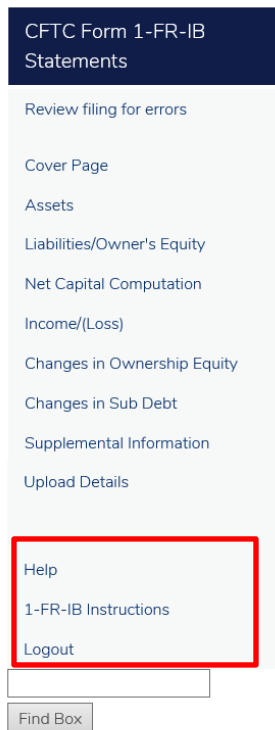 CFTC Form 1-FR-IB
Statements
Review filing for errors
Cover Page
Assets
Liabilities/Owner's Equity
Net Capital Computation
Income/(Loss)
Changes in Ownership Equity
Changes in Sub Debt
Supplemental Information
Upload Details
Help
1-FR-IB Instructions
Logout
Find Box